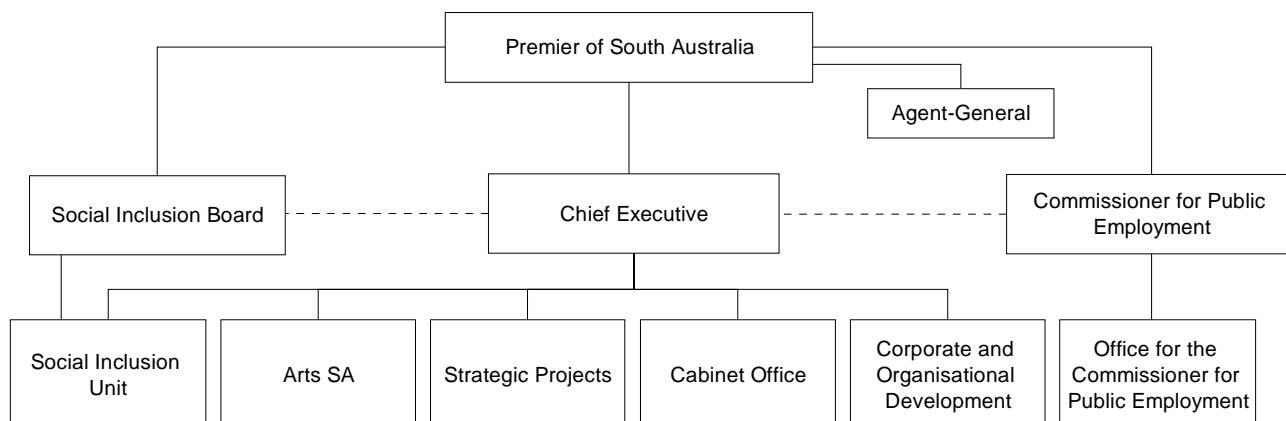 Premier of South Australia
Agent-General
Social Inclusion Board
Chief Executive
Commissioner for Public
Employment
Social Inclusion
Unit
Arts SA
Strategic Projects
Cabinet Office
Corporate and
Organisational
Development
Office for the
Commissioner for
Public Employment